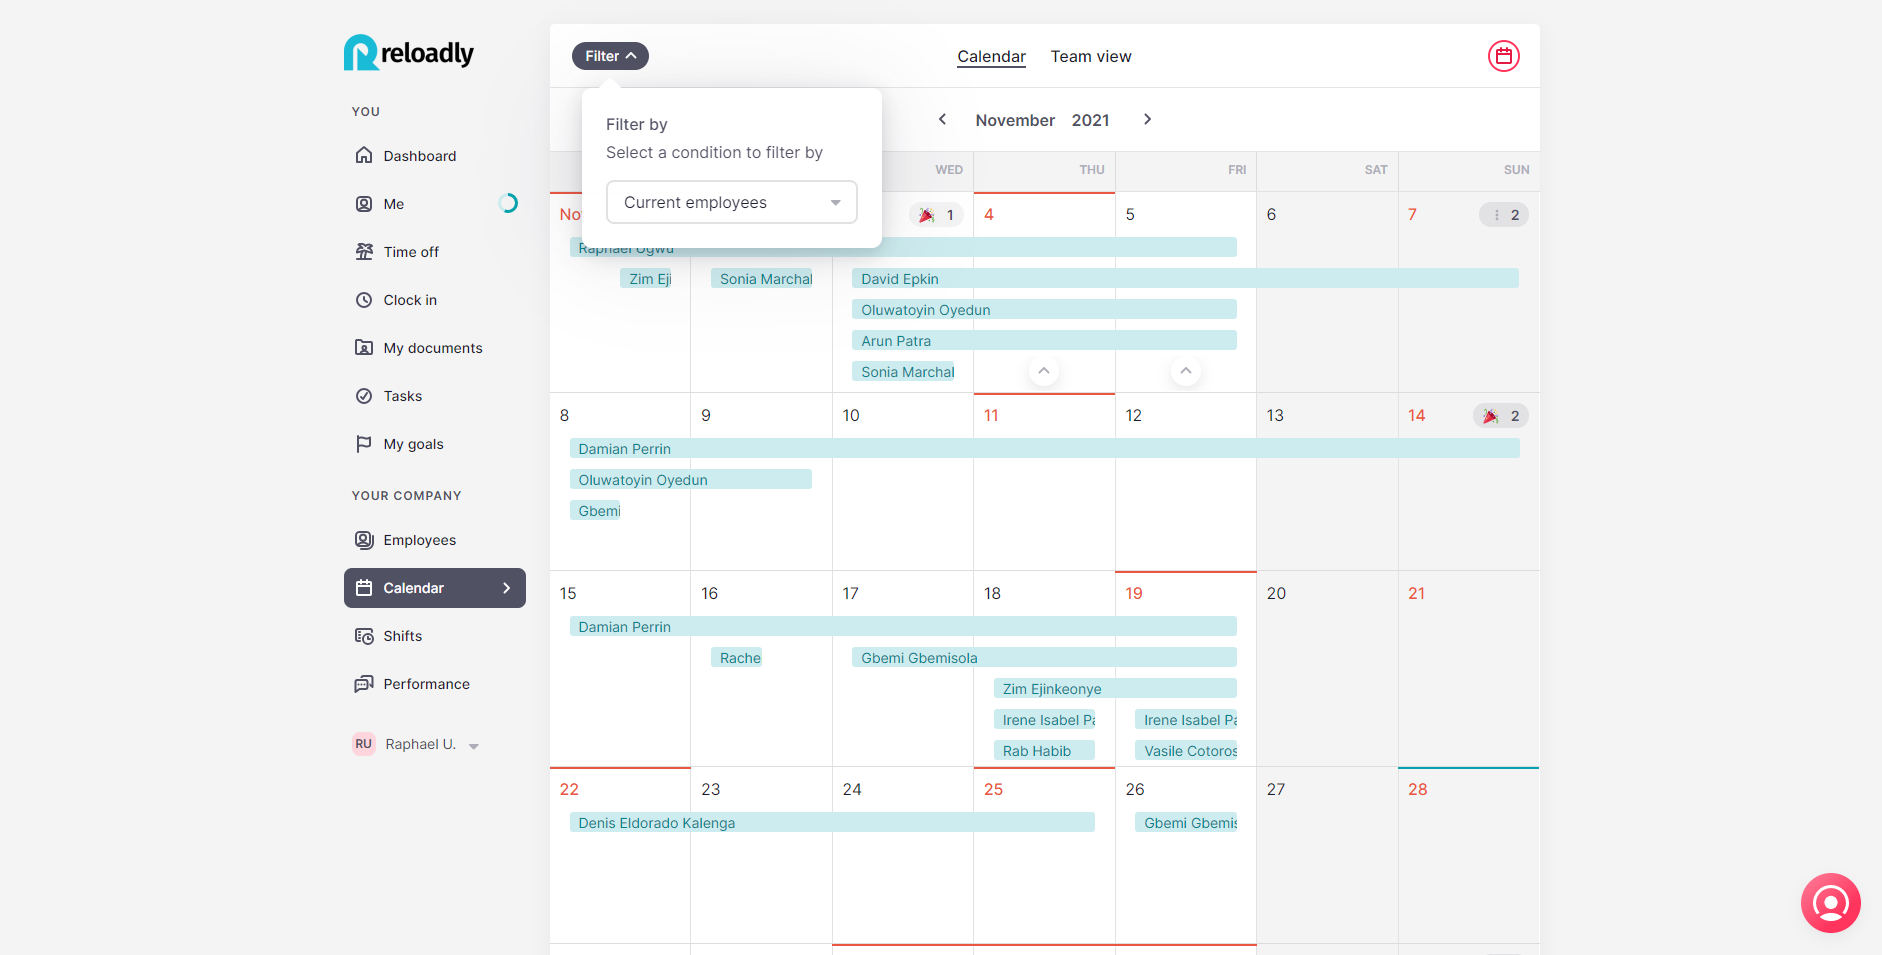 reloadly
YOU
Dashboard
Me
Time off
Clock in
My documents
Tasks
My goals
YOUR COMPANY
Employees
Calendar
Shifts
Performance
RU Raphael U.
Filter
Calendar Team view
Filter by
Select a condition to filter by
Current employees
November 2021
WED THU FRI SAT SUN
1 4 5 6 7 2
Raphael Ugwu
Zim Eji Sonia Marchal David Epkin
Oluwatoyin Oyedun
Arun Patra
Sonia Marchal
8 9 10 11 12 13 14 2
Damian Perrin
Oluwatoyin Oyedun
Gbemi
15 16 17 18 19 20 21
Damian Perrin
Rache Gbemi Gbemisola
Zim Ejinkeonye
Irene Isabel Pa Irene Isabel Pa
Rab Habib Vasile Cotoros
22 23 24 25 26 27 28
Denis Eldorado Kalenga Gbemi Gbemis